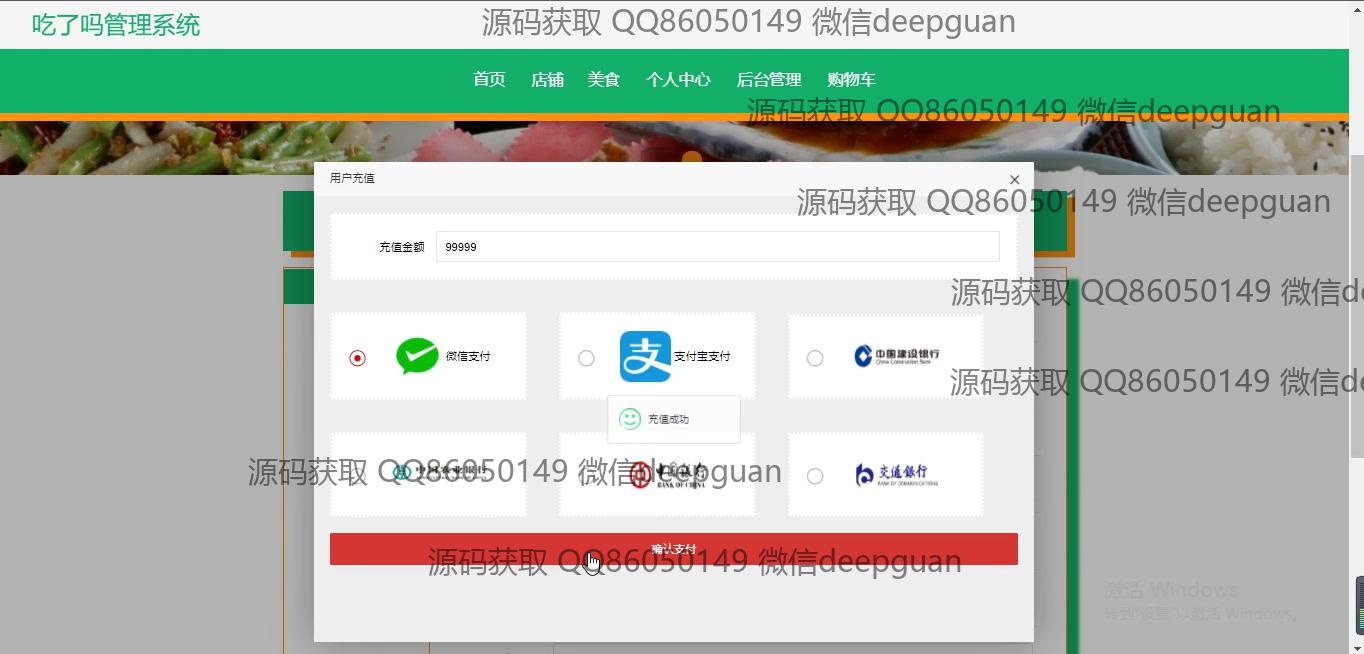 吃了吗管理系统
源码获取 QQ86050149 微信deepguan
首页 店铺 美食 个人中心 后台管理 购物车
源码获取 QQ86050149 微信deepguan
用户充值
源码获取 QQ86050149 微信deepguan
充值金额 99999
源码获取 QQ86050149 微信de
微信支付 支付宝支付 中国建设银行
China Construction Bank
源码获取 QQ86050149 微信de
充值成功
源码获取 QQ86050149 微信deepguan
交通银行
BANK OF CHINA BANK OF COMMUNICATIONS
确认支付
源码获取 QQ86050149 微信deepguan
激活 Windows
转到"设置"以激活 Windows。